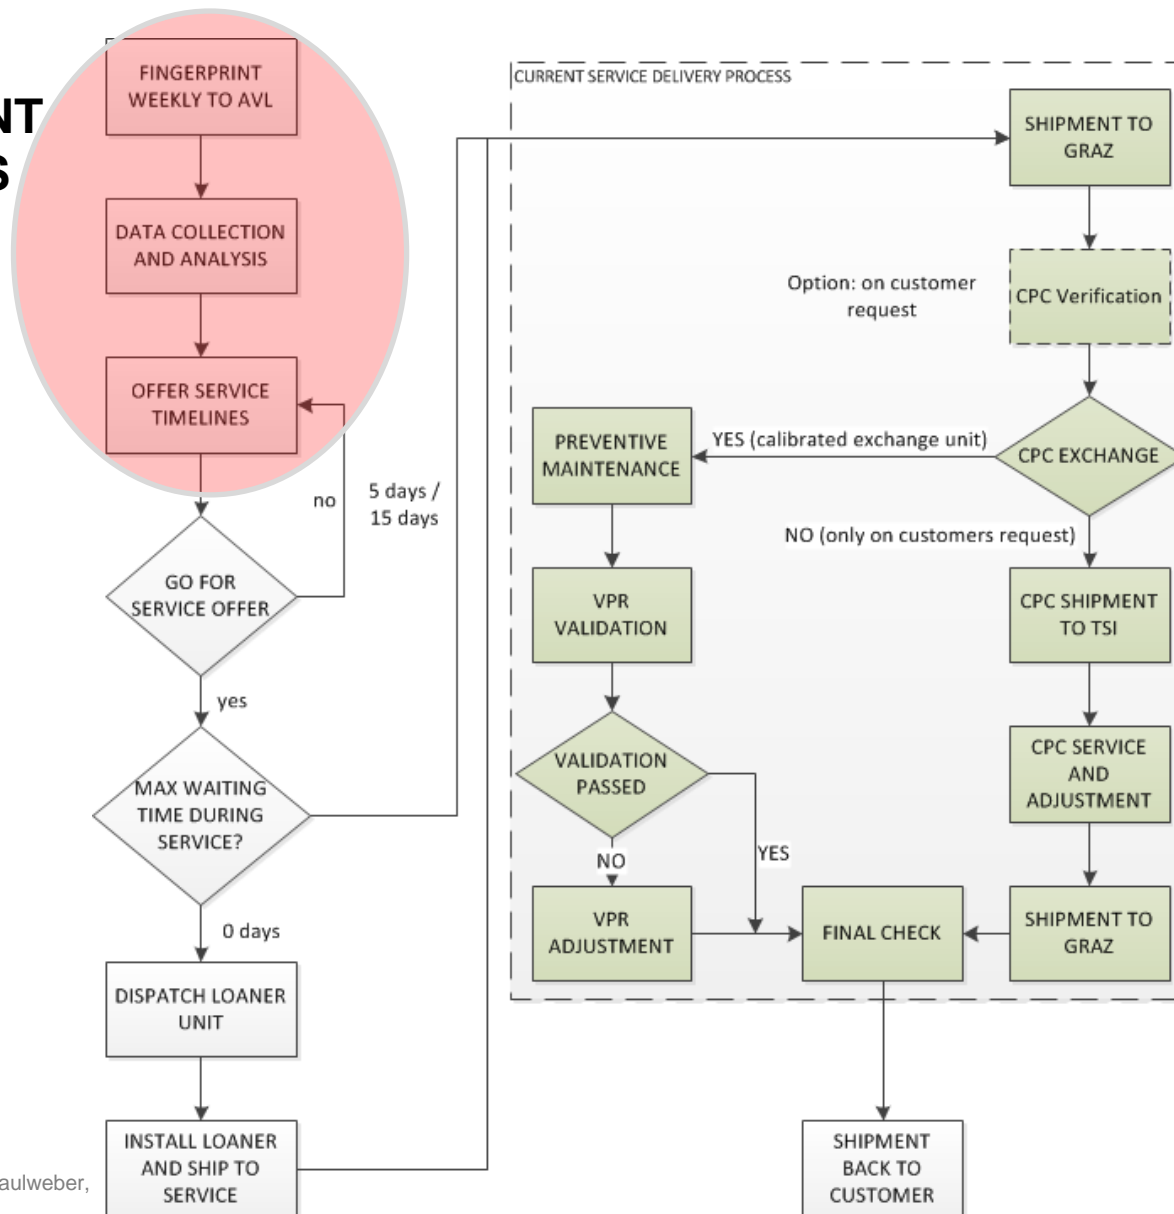 NT
S
FINGERPRINT
WEEKLY TO AVL
DATA COLLECTION
AND ANALYSIS
OFFER SERVICE
TIMELINES
no
5 days /
15 days
GO FOR
SERVICE OFFER
yes
MAX WAITING
TIME DURING
SERVICE?
0 days
DISPATCH LOANER
UNIT
INSTALL LOANER
AND SHIP TO
SERVICE
aulweber,
CURRENT SERVICE DELIVERY PROCESS
SHIPMENT TO
GRAZ
Option: on customer
request
CPC Verification
CPC EXCHANGE
YES (calibrated exchange unit)
PREVENTIVE
MAINTENANCE
NO (only on customers request)
VPR
VALIDATION
CPC SHIPMENT
TO TSI
VALIDATION
PASSED
CPC SERVICE
AND
ADJUSTMENT
NO
YES
VPR
ADJUSTMENT
FINAL CHECK
SHIPMENT TO
GRAZ
SHIPMENT
BACK TO
CUSTOMER